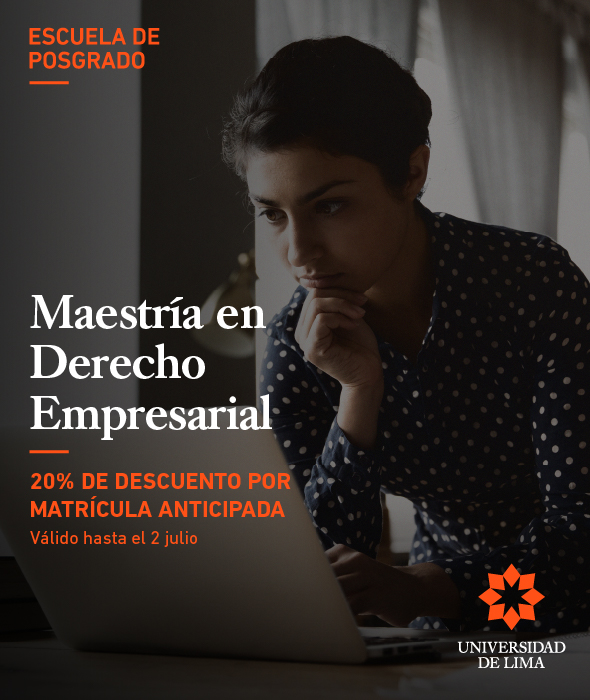 ESCUELA DE
POSGRADO
Maestría en
Derecho
Empresarial
20% DE DESCUENTO POR
MATRÍCULA ANTICIPADA
Válido hasta el 2 julio
UNIVERSIDAD
DE LIMA